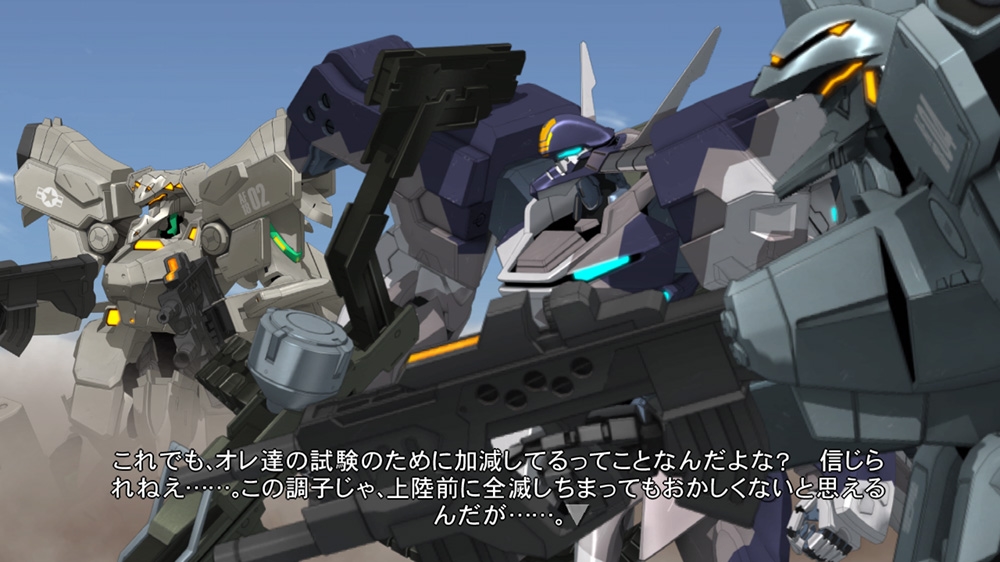 02
これでも、オレ達の試験のために加減してるってことなんだよな？　信じら
れねえ……。この調子じゃ、上陸前に全滅しちまってもおかしくないと思える
んだが……。